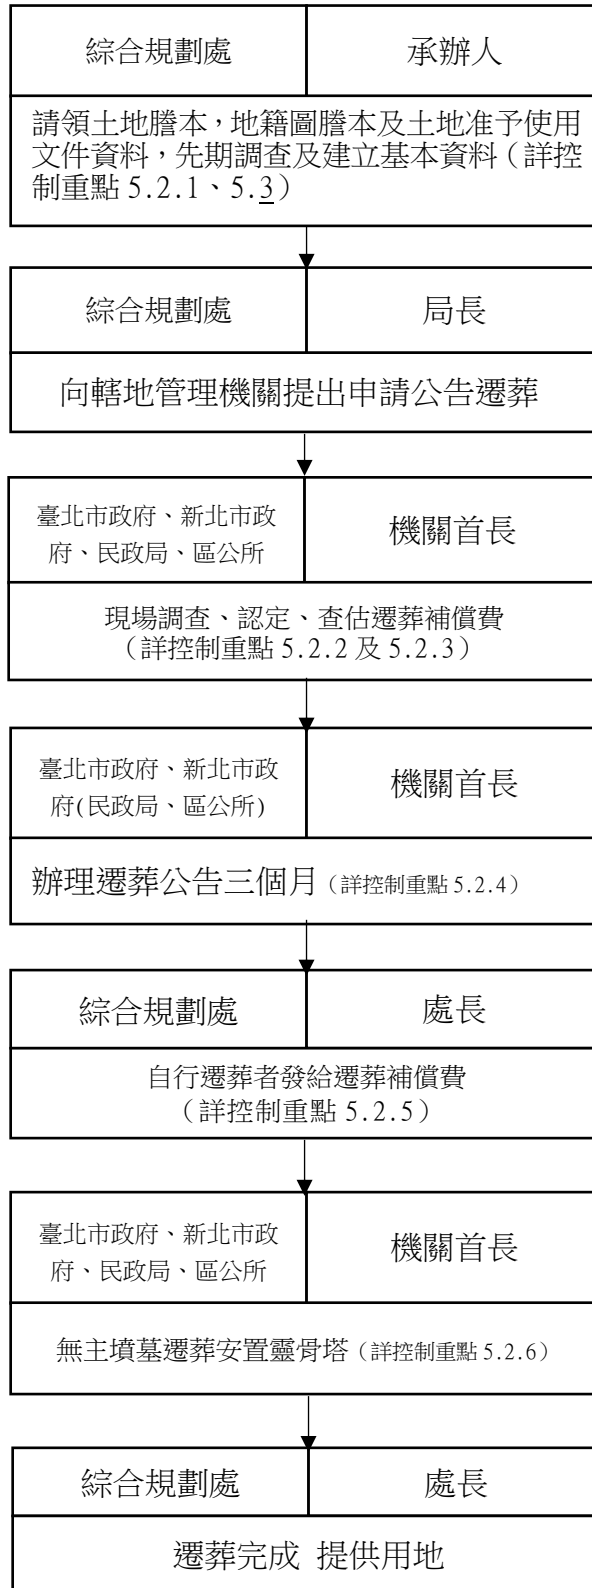 綜合規劃處 承辦人
請領土地謄本，地籍圖謄本及土地准予使用
文件資料，先期調查及建立基本資料（詳控
制重點 5.2.1、5.3）
綜合規劃處 局長
向轄地管理機關提出申請公告遷葬
臺北市政府、新北市政
府、民政局、區公所
機關首長
現場調查、認定、查估遷葬補償費
（詳控制重點 5.2.2 及 5.2.3）
臺北市政府、新北市政
府(民政局、區公所)
機關首長
辦理遷葬公告三個月（詳控制重點 5.2.4）
綜合規劃處 處長
自行遷葬者發給遷葬補償費
（詳控制重點 5.2.5）
臺北市政府、新北市政
府、民政局、區公所
機關首長
無主墳墓遷葬安置靈骨塔（詳控制重點 5.2.6）
綜合規劃處 處長
遷葬完成 提供用地